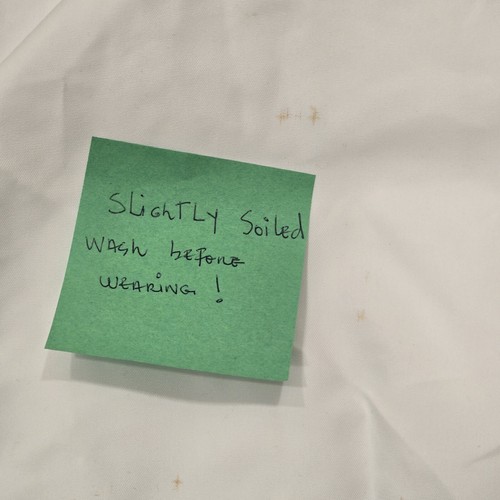 SLighTLY Soiled
WASh beFore
WEARING !